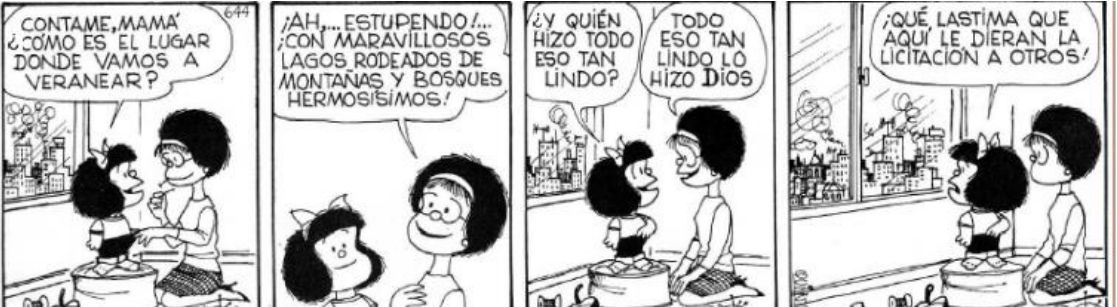 644
CONTAME, MAMÁ
¿CÓMO ES EL LUGAR
DONDE VAMOS A
VERANEAR?
¡AH,... ESTUPENDO!...
¡CON MARAVILLOSOS
LAGOS RODEADOS DE
MONTAÑAS Y BOSQUES
HERMOSÍSIMOS!
¿Y QUIÉN
HIZO TODO
ESO TAN
LINDO?
TODO
ESO TAN
LINDO LO
HIZO DIOS
¡QUÉ LASTIMA QUE
AQUÍ LE DIERAN LA
LICITACIÓN A OTROS!